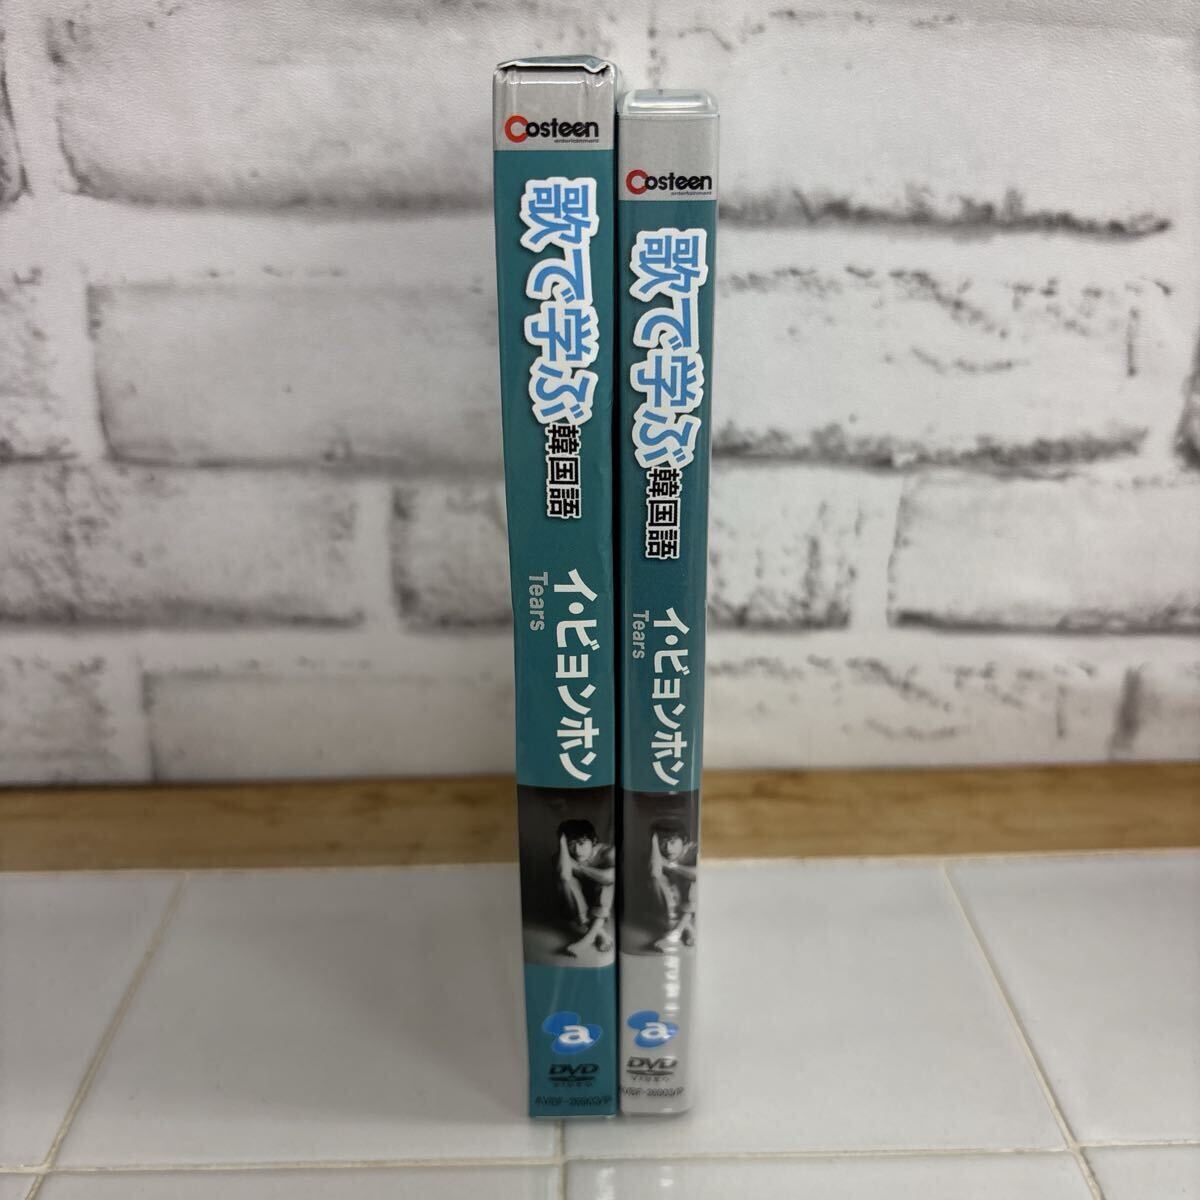 Costeen
entertainment
歌で学ぶ
韓国語
イ・ビョンホン
Tears
a
DVD
Costeen
entertainment
歌で学ぶ
韓国語
イ・ビョンホン
Tears
a
DVD